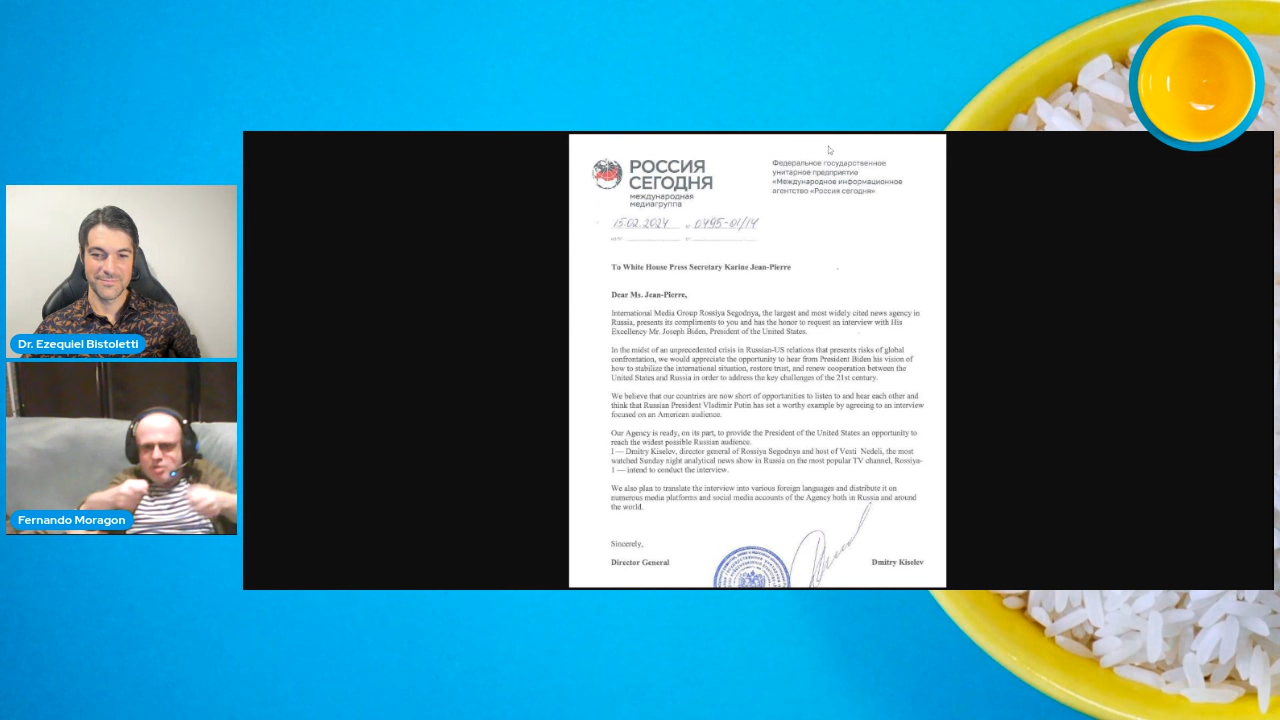 РОССИЯ
СЕГОДНЯ
международная
медиагруппа
Федеральное государственное
унитарное предприятие
«Международное информационное
агентство «Россия сегодня»
15.02.2024 0495-01/14
To White House Press Secretary Karine Jean-Pierre
Dear Ms. Jean-Pierre,
International Media Group Rossiya Segodnya, the largest and most widely cited news agency in
Russia, presents its compliments to you and has the honor to request an interview with His
Excellency Mr. Joseph Biden, President of the United States.
In the midst of an unprecedented crisis in Russian-US relations that presents risks of global
confrontation, we would appreciate the opportunity to hear from President Biden his vision of
how to stabilize the international situation, restore trust, and renew cooperation between the
United States and Russia in order to address the key challenges of the 21st century.
We believe that our countries are now short of opportunities to listen to and hear each other and
think that Russian President Vladimir Putin has set a worthy example by agreeing to an interview
focused on an American audience.
Our Agency is ready, on its part, to provide the President of the United States an opportunity to
reach the widest possible Russian audience.
I — Dmitry Kiselev, director general of Rossiya Segodnya and host of Vesti Nedeli, the most
watched Sunday night analytical news show in Russia on the most popular TV channel, Rossiya-
1 — intend to conduct the interview.
We also plan to translate the interview into various foreign languages and distribute it on
numerous media platforms and social media accounts of the Agency both in Russia and around
the world.
Sincerely,
Director General
Dmitry Kiselev
Dr. Ezequiel Bistoletti
Fernando Moragon